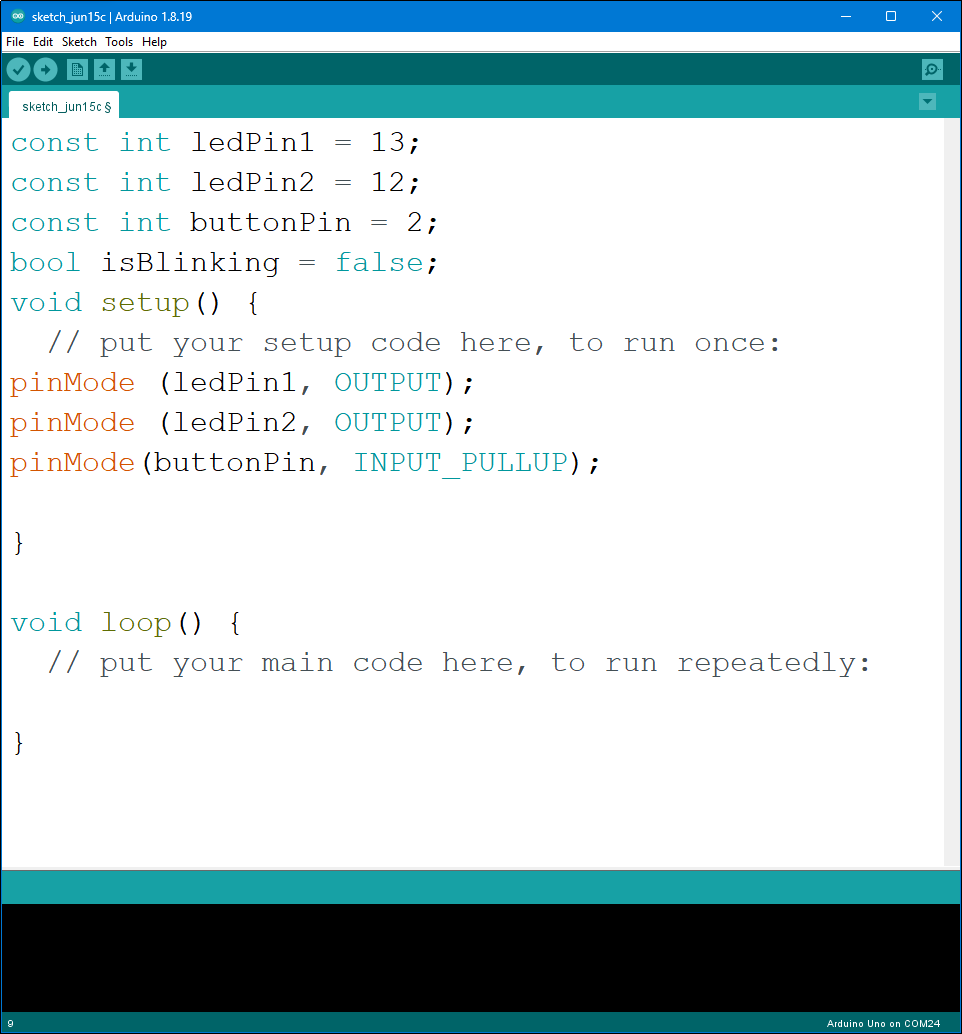 sketch_jun15c | Arduino 1.8.19
File Edit Sketch Tools Help
sketch_jun15c §
const int ledPin1 = 13;
const int ledPin2 = 12;
const int buttonPin = 2;
bool isBlinking = false;
void setup() {
  // put your setup code here, to run once:
pinMode (ledPin1, OUTPUT);
pinMode (ledPin2, OUTPUT);
pinMode(buttonPin, INPUT_PULLUP);
}
void loop() {
  // put your main code here, to run repeatedly:
}
9 Arduino Uno on COM24